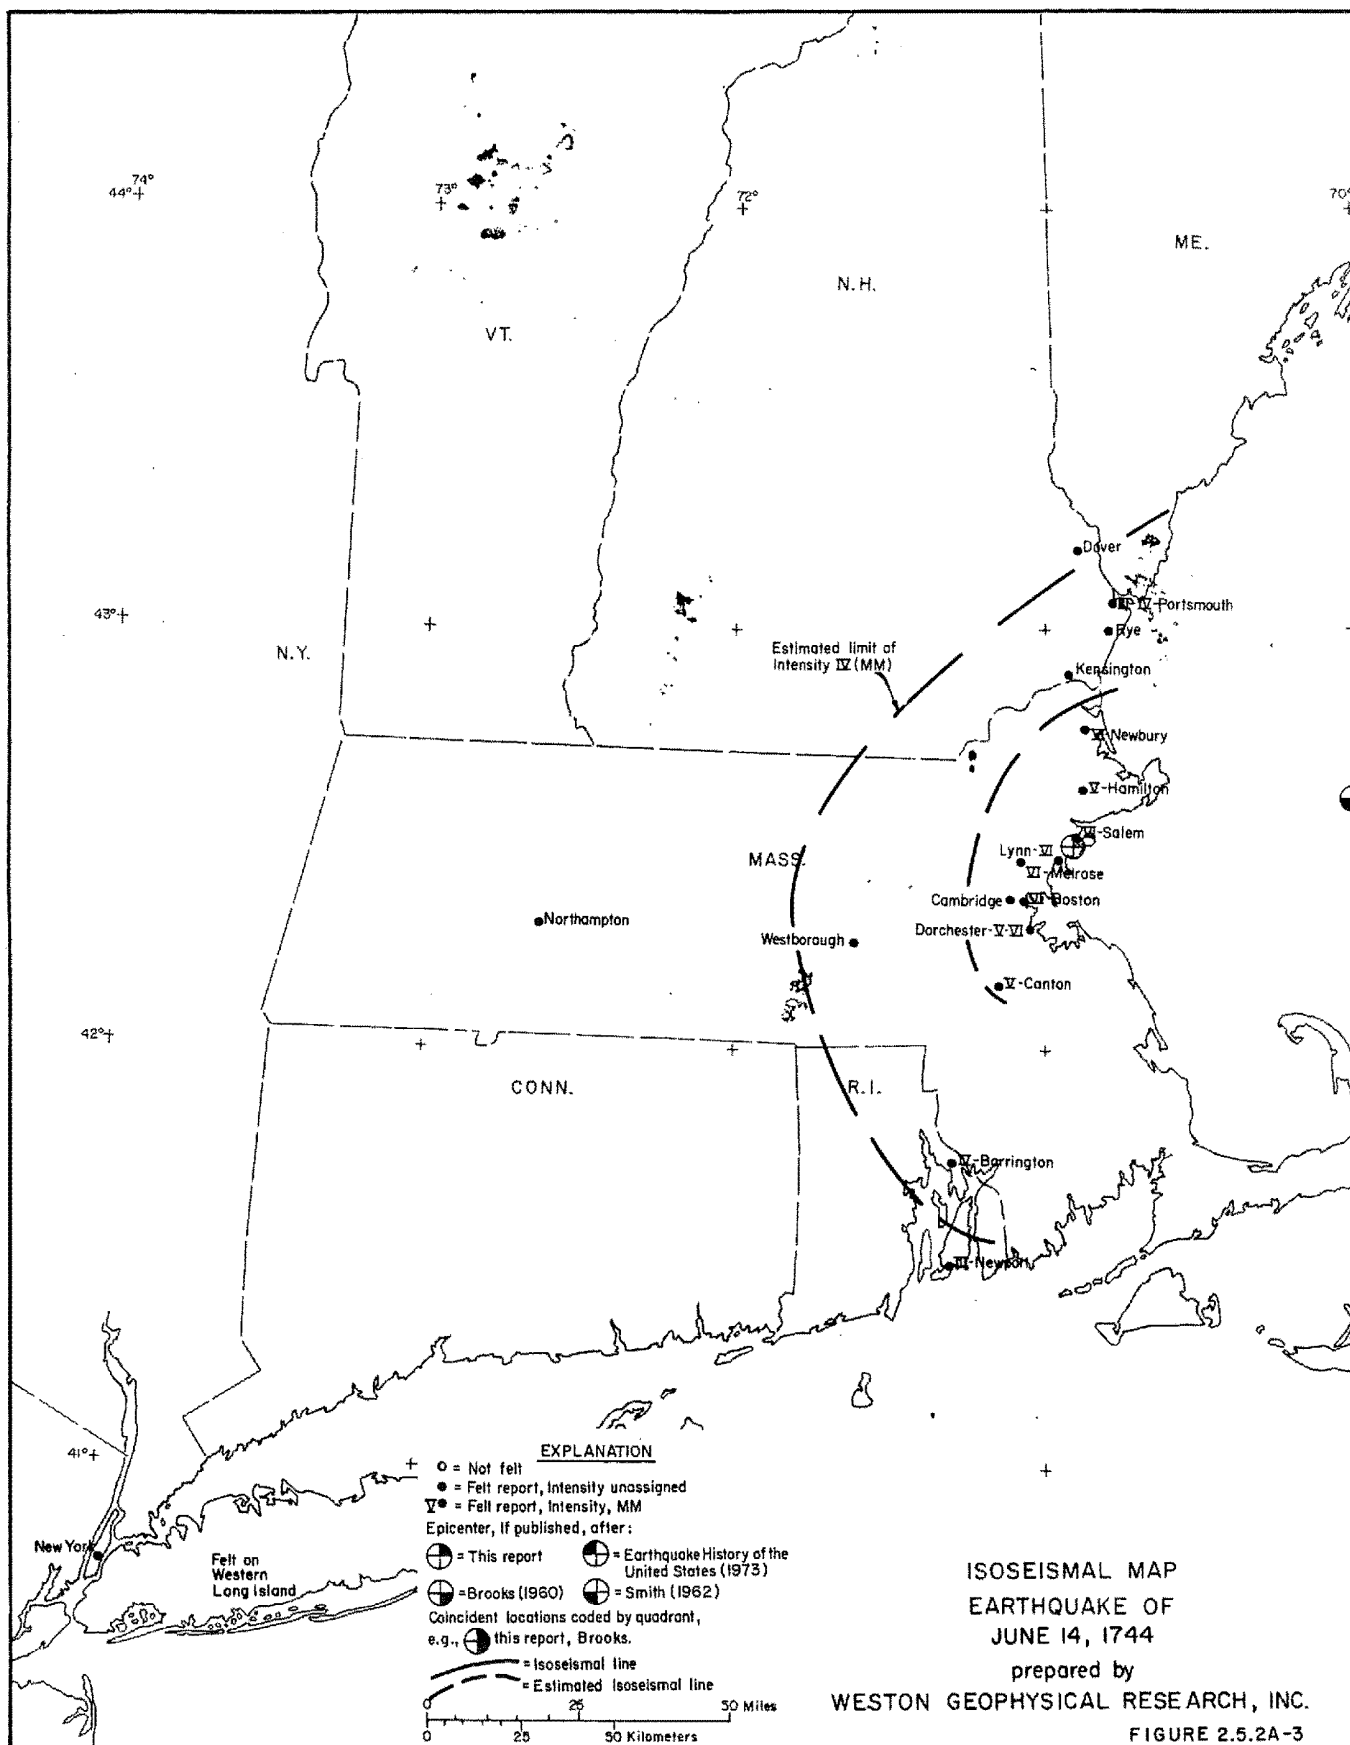 74°
44°
73°
72°
70°
ME.
N.H.
VT.
Dover
43°
III-IV-Portsmouth
Rye
N.Y.
Estimated limit of
Intensity IV (MM)
Kensington
VI-Newbury
V-Hamilton
VI-Salem
Lynn-VI
MASS.
VI-Melrose
Cambridge
VI-Boston
Northampton
Westborough
Dorchester-V-VI
V-Canton
42°
CONN.
R.I.
IV-Barrington
III-Newport
41°
EXPLANATION
= Not felt
= Felt report, Intensity unassigned
V = Felt report, Intensity, MM
Epicenter, If published, after:
= This report
= Earthquake History of the
United States (1973)
=Brooks (1960)
= Smith (1962)
Coincident locations coded by quadrant,
e.g., this report, Brooks.
= Isoseismal line
= Estimated Isoseismal line
0 25 50 Miles
0 25 50 Kilometers
New York
Felt on
Western
Long Island
ISOSEISMAL MAP
EARTHQUAKE OF
JUNE 14, 1744
prepared by
WESTON GEOPHYSICAL RESEARCH, INC.
FIGURE 2.5.2A-3